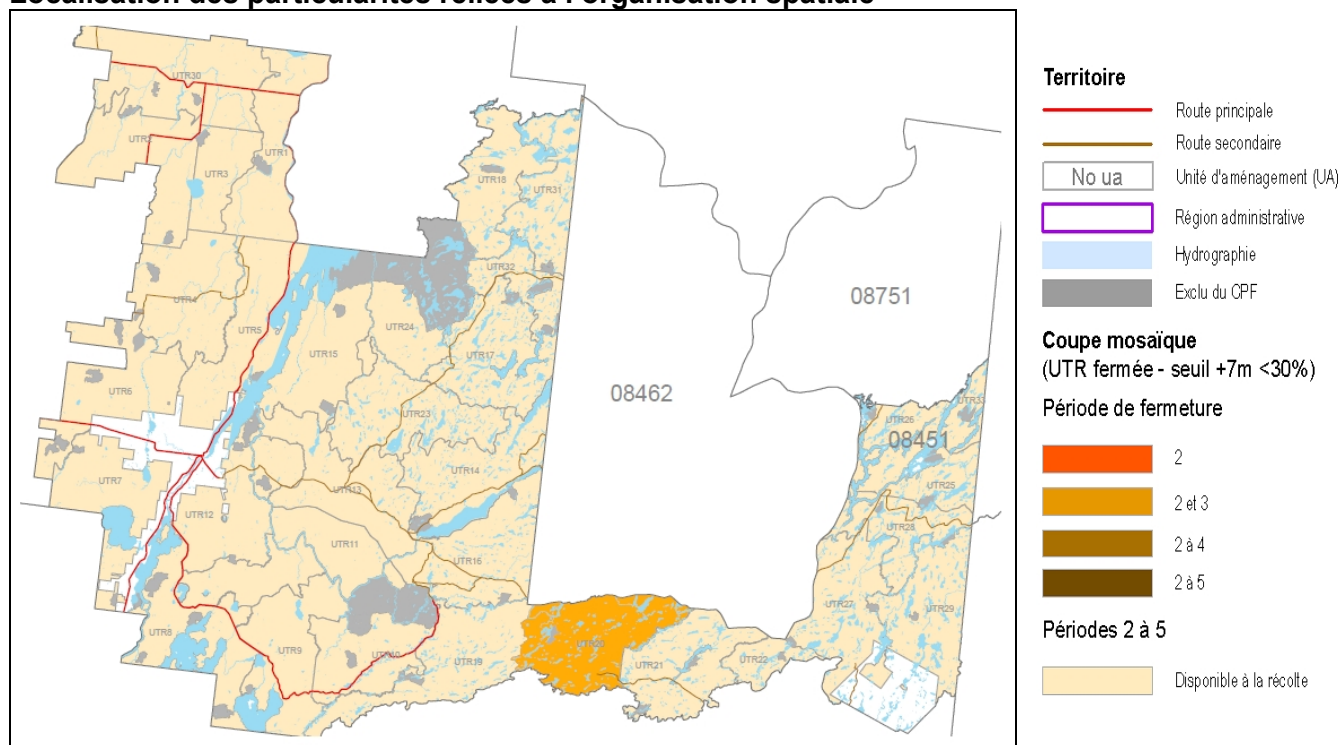 Localisation des particularités reliées à l'organisation spatiale
UTR30
UTR2
UTR1
UTR3
UTR18
UTR31
UTR32
UTR4
UTR5
UTR24
UTR15
UTR17
08751
08462
UTR6
UTR23
UTR33
UTR26
08451
UTR14
UTR7
UTR13
UTR25
UTR12
UTR28
UTR11
UTR16
UTR27
UTR29
UTR8
UTR9
UTR10
UTR19
UTR20
UTR21
UTR22
Territoire
Route principale
Route secondaire
No ua
Unité d'aménagement (UA)
Région administrative
Hydrographie
Exclu du CPF
Coupe mosaïque
(UTR fermée - seuil +7m <30%)
Période de fermeture
2
2 et 3
2 à 4
2 à 5
Périodes 2 à 5
Disponible à la récolte